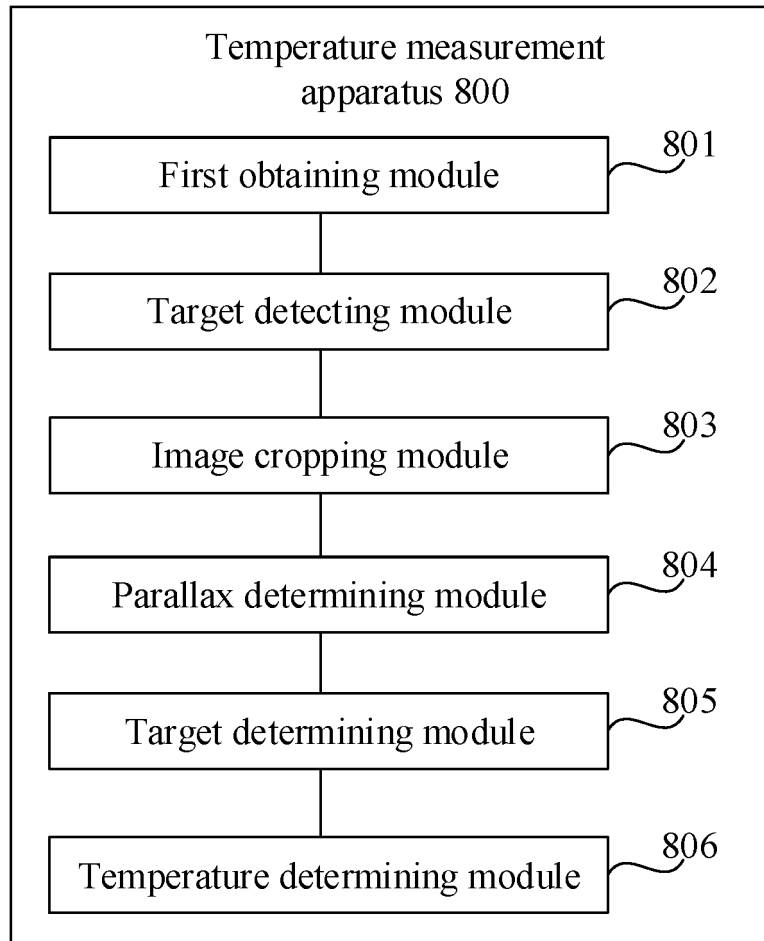 Temperature measurement
apparatus 800
801
First obtaining module
802
Target detecting module
803
Image cropping module
804
Parallax determining module
805
Target determining module
806
Temperature determining module